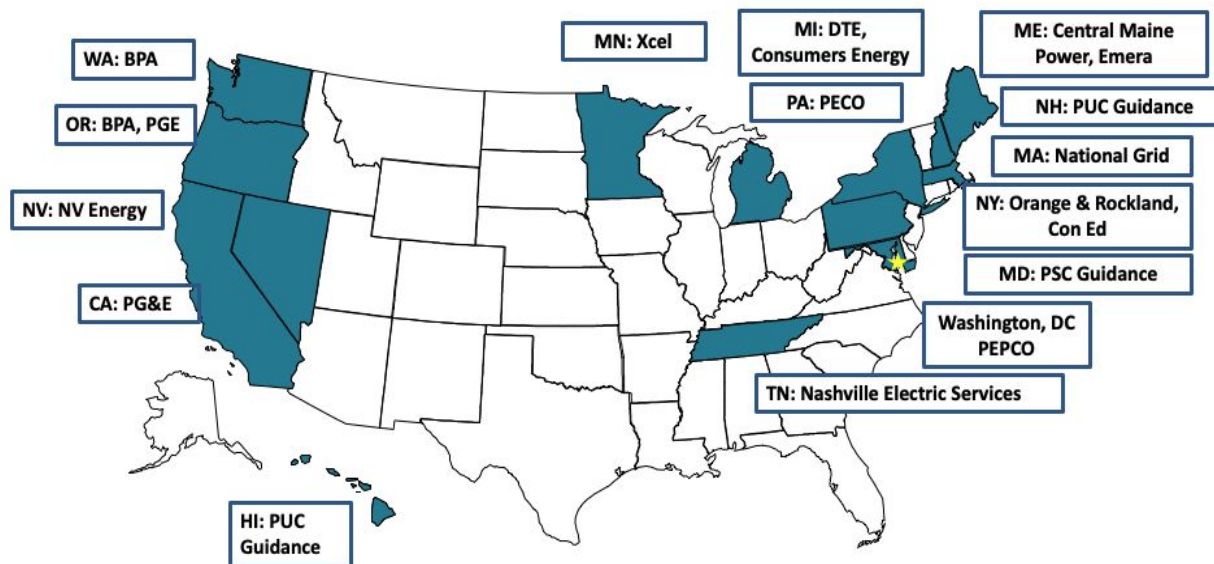 WA: BPA
OR: BPA, PGE
NV: NV Energy
CA: PG&E
HI: PUC
Guidance
MN: Xcel
MI: DTE,
Consumers Energy
PA: PECO
ME: Central Maine
Power, Emera
NH: PUC Guidance
MA: National Grid
NY: Orange & Rockland,
Con Ed
MD: PSC Guidance
Washington, DC
PEPCO
TN: Nashville Electric Services